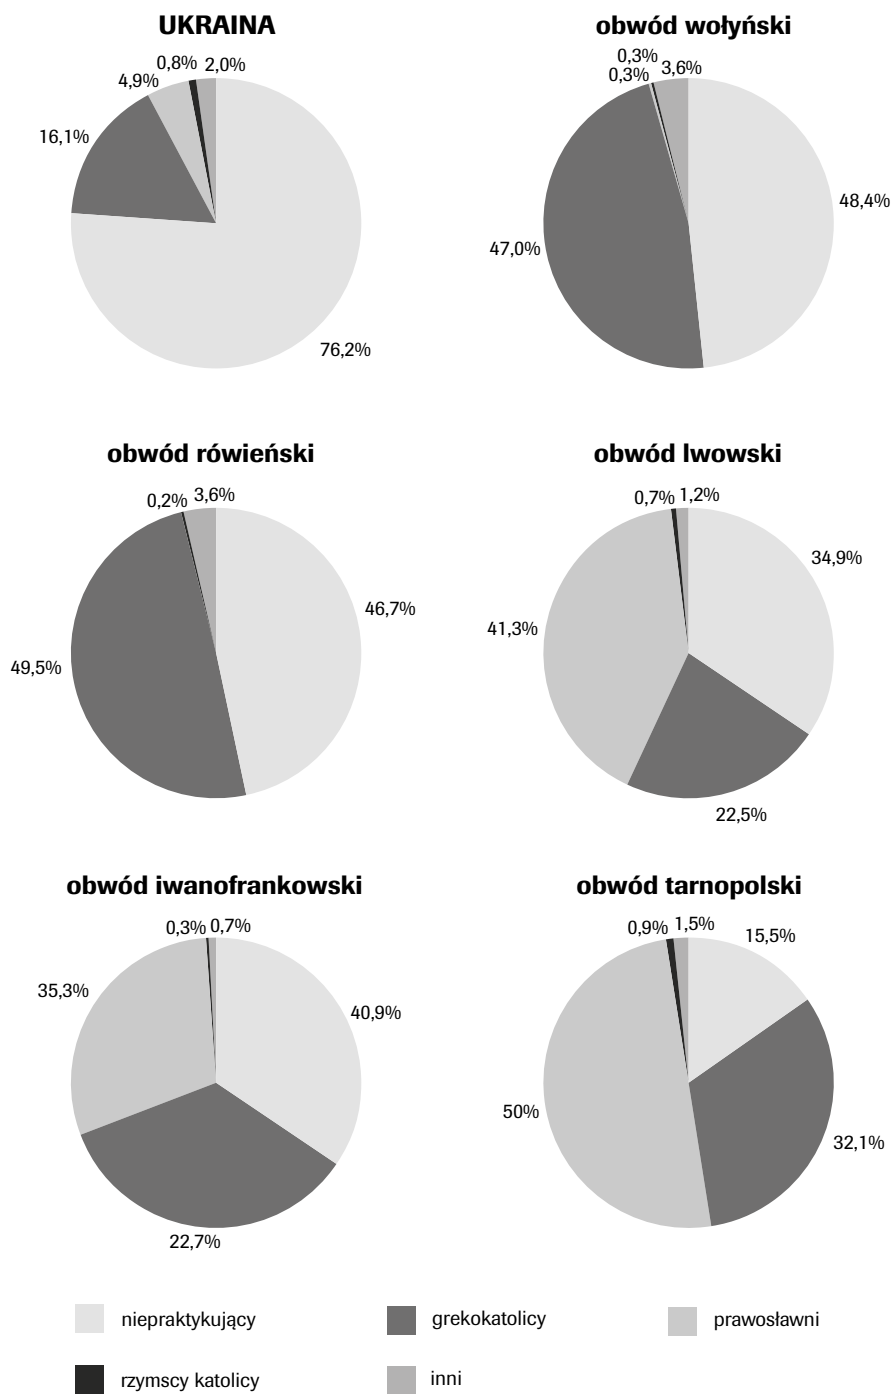 UKRAINA
0,8%
2,0%
4,9%
16,1%
76,2%
obwód wołyński
0,3%
0,3%
3,6%
48,4%
47,0%
obwód rówieński
0,2%
3,6%
46,7%
49,5%
obwód lwowski
0,7%
1,2%
34,9%
41,3%
22,5%
obwód iwanofrankowski
0,3%
0,7%
35,3%
40,9%
22,7%
obwód tarnopolski
0,9%
1,5%
15,5%
50%
32,1%
niepraktykujący
grekokatolicy
prawosławni
rzymscy katolicy
inni